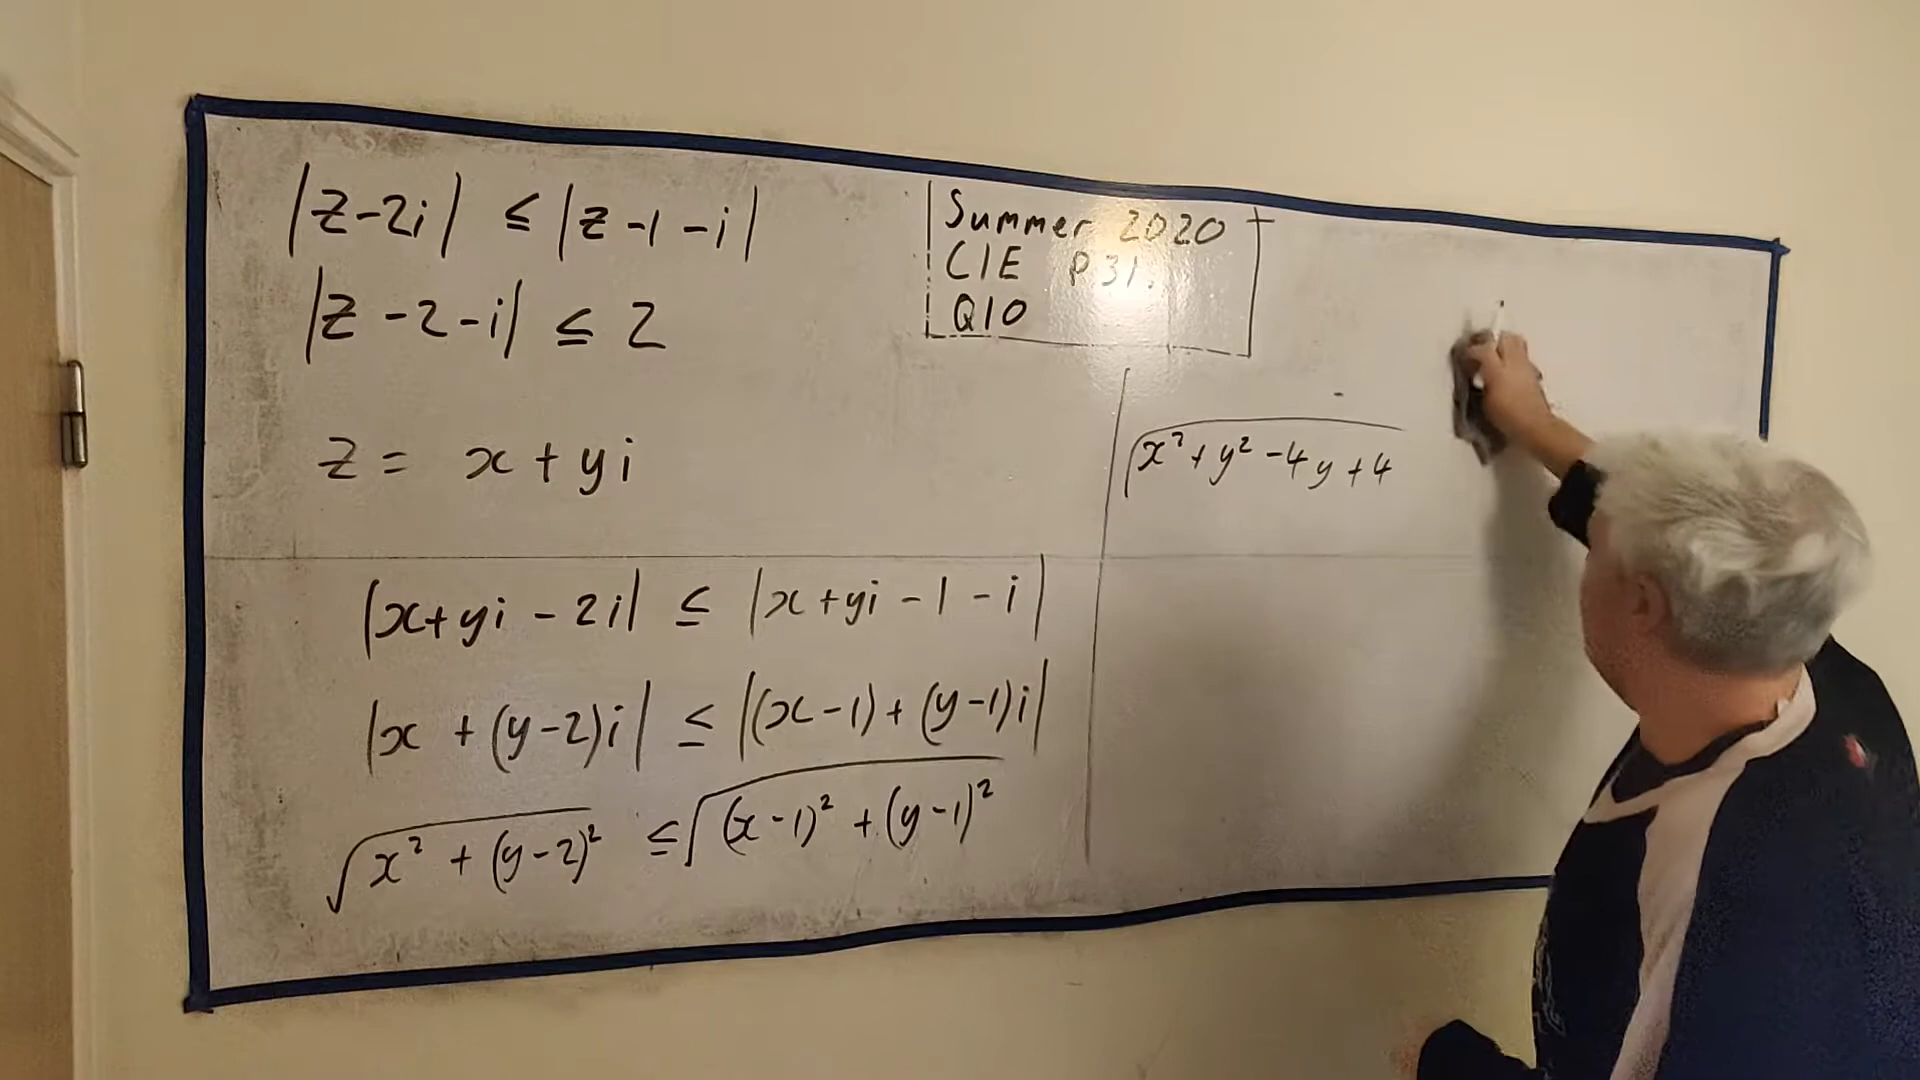 |z-2i| ≤ |z-1-i|
|z-2-i| ≤ 2
z = x + yi
|x+yi - 2i| ≤ |x+yi - 1 - i|
|x + (y-2)i| ≤ |(x-1) + (y-1)i|
√(x² + (y-2)²) ≤ √((x-1)² + (y-1)²)
Summer 2020
CIE P31.
Q10
√(x² + y² - 4y + 4)